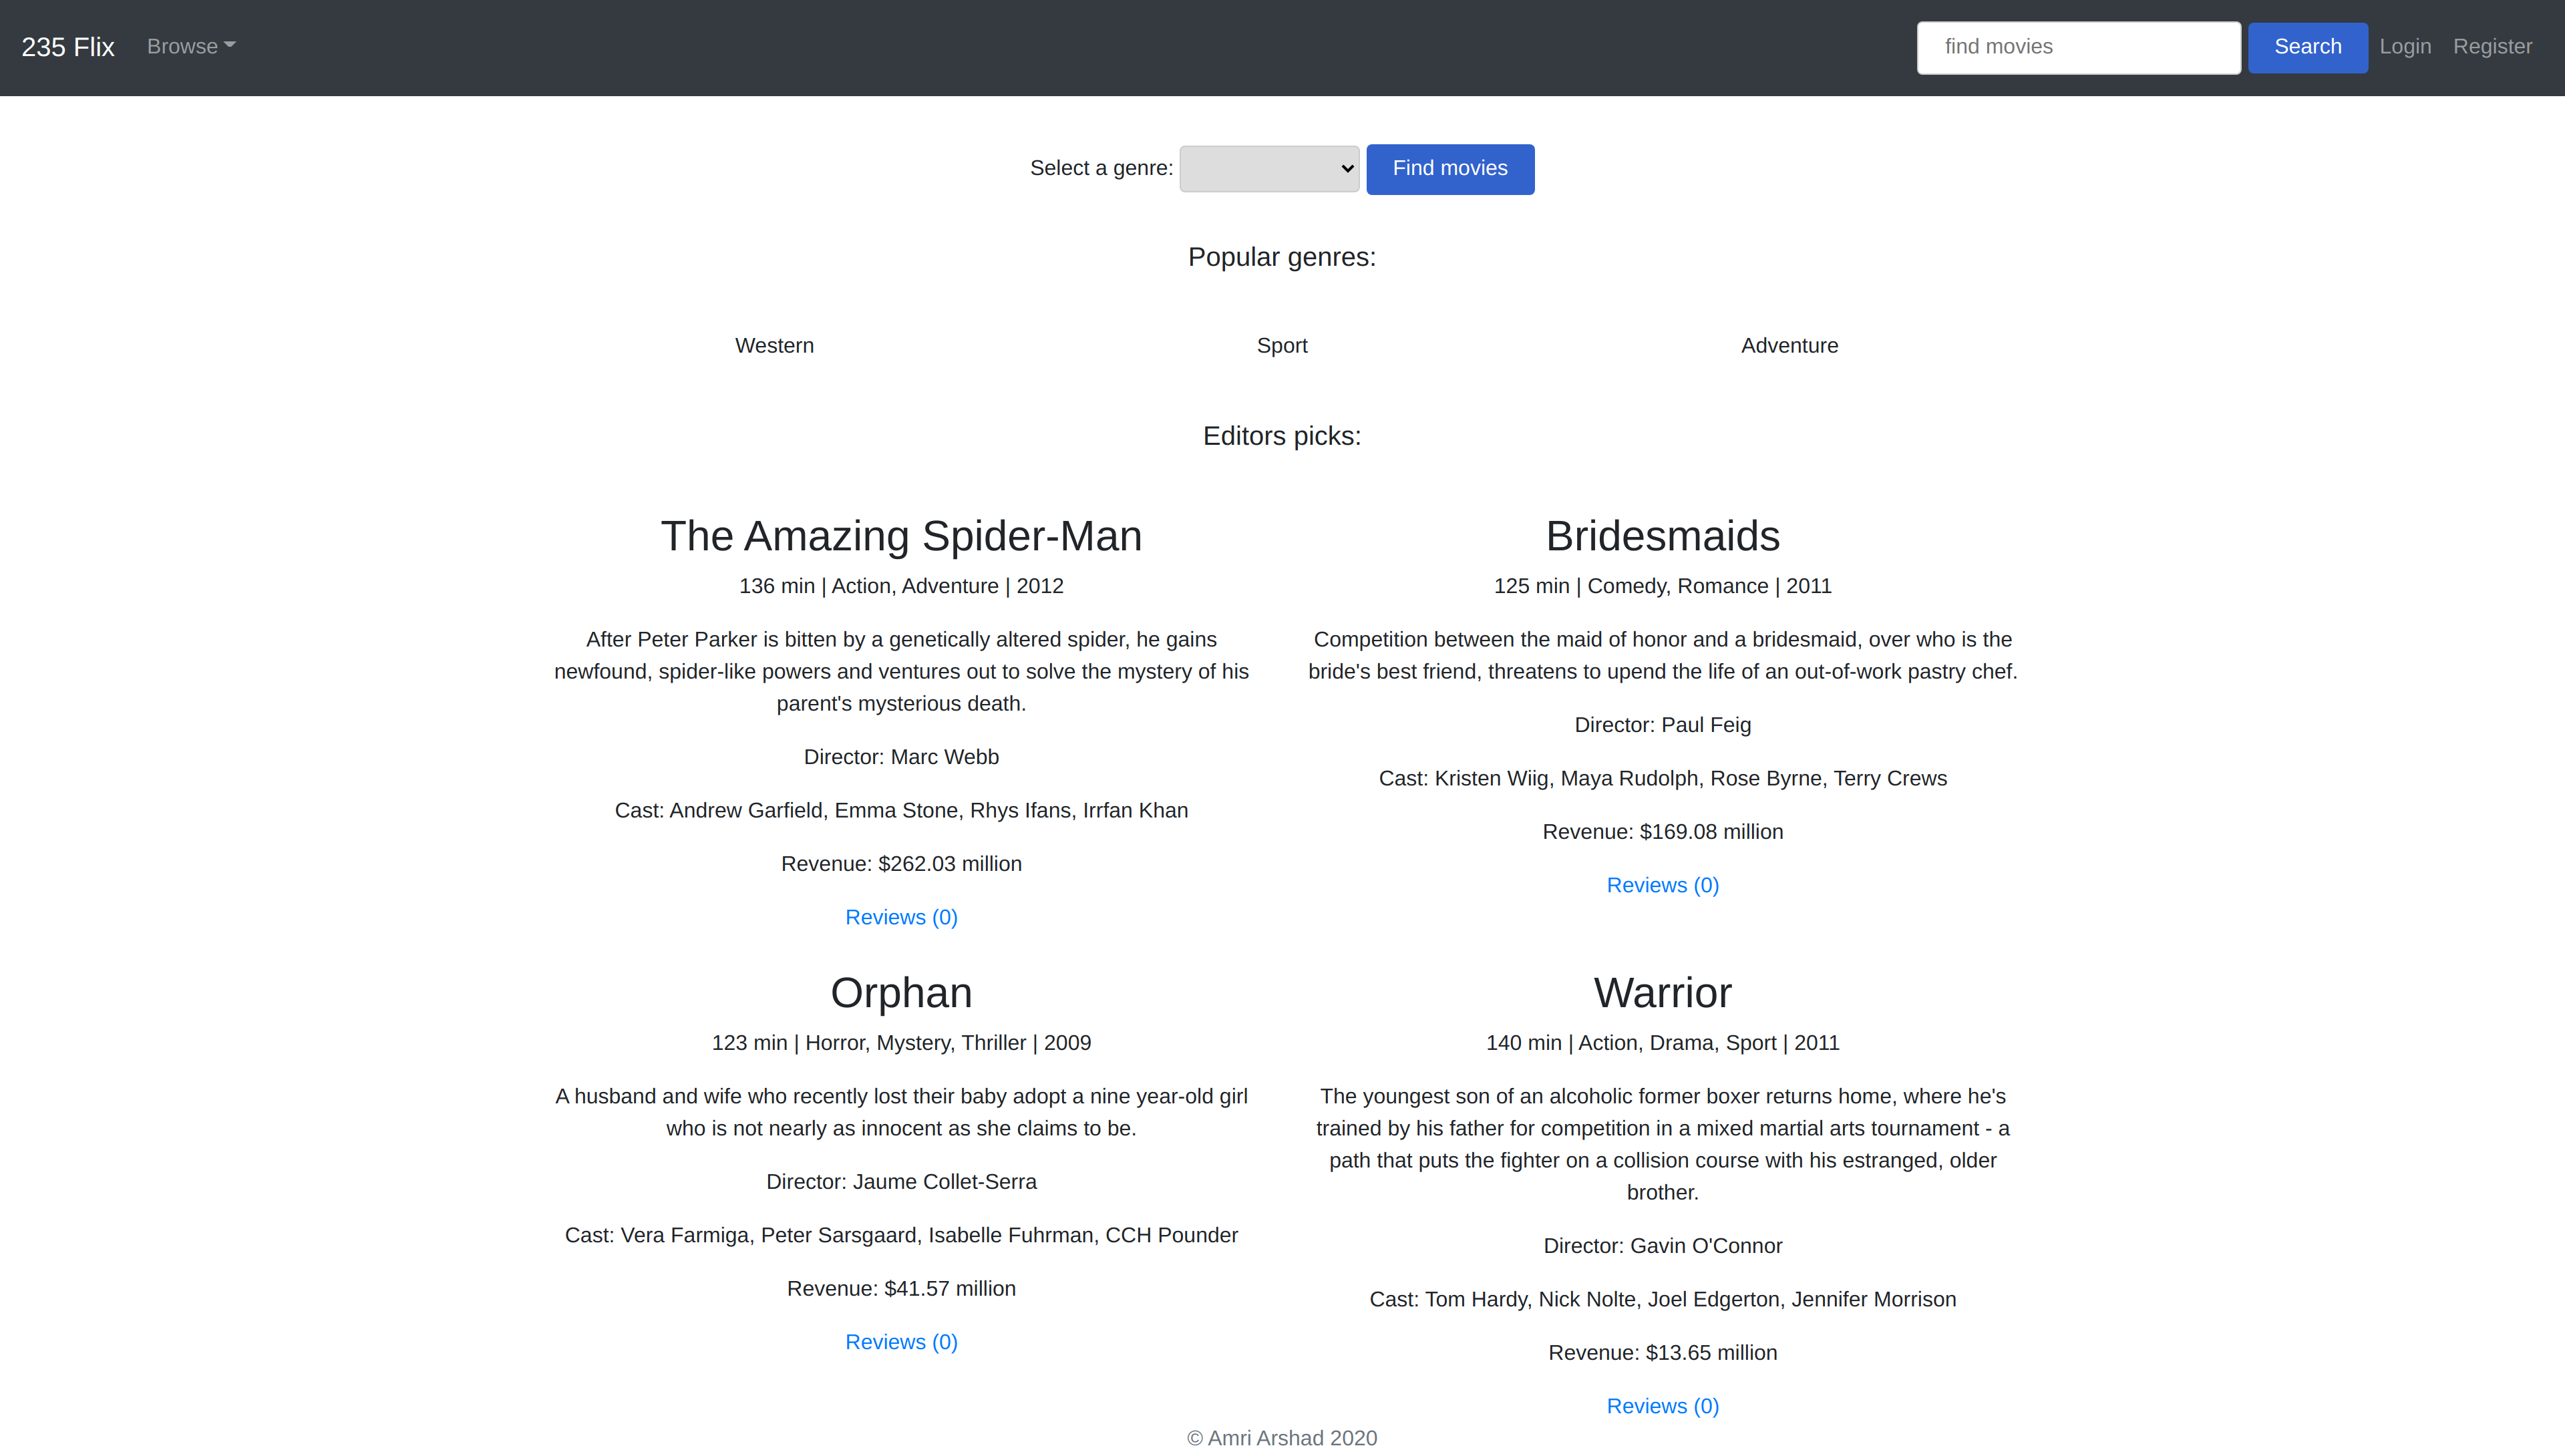 235 Flix
Browse
find movies
Search
Login
Register
Select a genre:
Find movies
Popular genres:
Western
Sport
Adventure
Editors picks:
The Amazing Spider-Man
136 min | Action, Adventure | 2012
After Peter Parker is bitten by a genetically altered spider, he gains
newfound, spider-like powers and ventures out to solve the mystery of his
parent's mysterious death.
Director: Marc Webb
Cast: Andrew Garfield, Emma Stone, Rhys Ifans, Irrfan Khan
Revenue: $262.03 million
Reviews (0)
Bridesmaids
125 min | Comedy, Romance | 2011
Competition between the maid of honor and a bridesmaid, over who is the
bride's best friend, threatens to upend the life of an out-of-work pastry chef.
Director: Paul Feig
Cast: Kristen Wiig, Maya Rudolph, Rose Byrne, Terry Crews
Revenue: $169.08 million
Reviews (0)
Orphan
123 min | Horror, Mystery, Thriller | 2009
A husband and wife who recently lost their baby adopt a nine year-old girl
who is not nearly as innocent as she claims to be.
Director: Jaume Collet-Serra
Cast: Vera Farmiga, Peter Sarsgaard, Isabelle Fuhrman, CCH Pounder
Revenue: $41.57 million
Reviews (0)
Warrior
140 min | Action, Drama, Sport | 2011
The youngest son of an alcoholic former boxer returns home, where he's
trained by his father for competition in a mixed martial arts tournament - a
path that puts the fighter on a collision course with his estranged, older
brother.
Director: Gavin O'Connor
Cast: Tom Hardy, Nick Nolte, Joel Edgerton, Jennifer Morrison
Revenue: $13.65 million
Reviews (0)
© Amri Arshad 2020